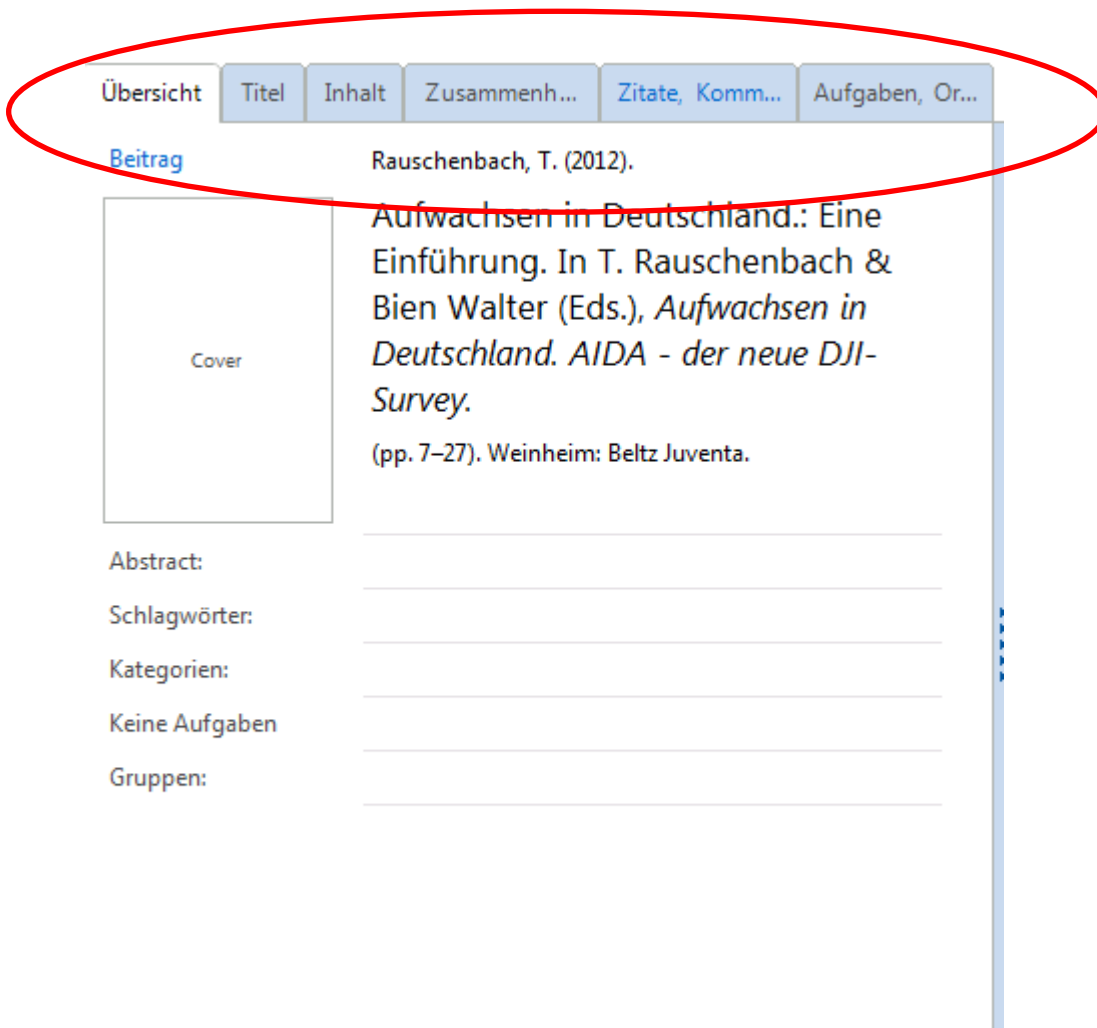 Übersicht Titel Inhalt Zusammenh... Zitate, Komm... Aufgaben, Or...
Beitrag
Rauschenbach, T. (2012).
Aufwachsen in Deutschland.: Eine
Einführung. In T. Rauschenbach &
Bien Walter (Eds.), Aufwachsen in
Deutschland. AIDA - der neue DJI-
Survey.
(pp. 7–27). Weinheim: Beltz Juventa.
Cover
Abstract:
Schlagwörter:
Kategorien:
Keine Aufgaben
Gruppen: